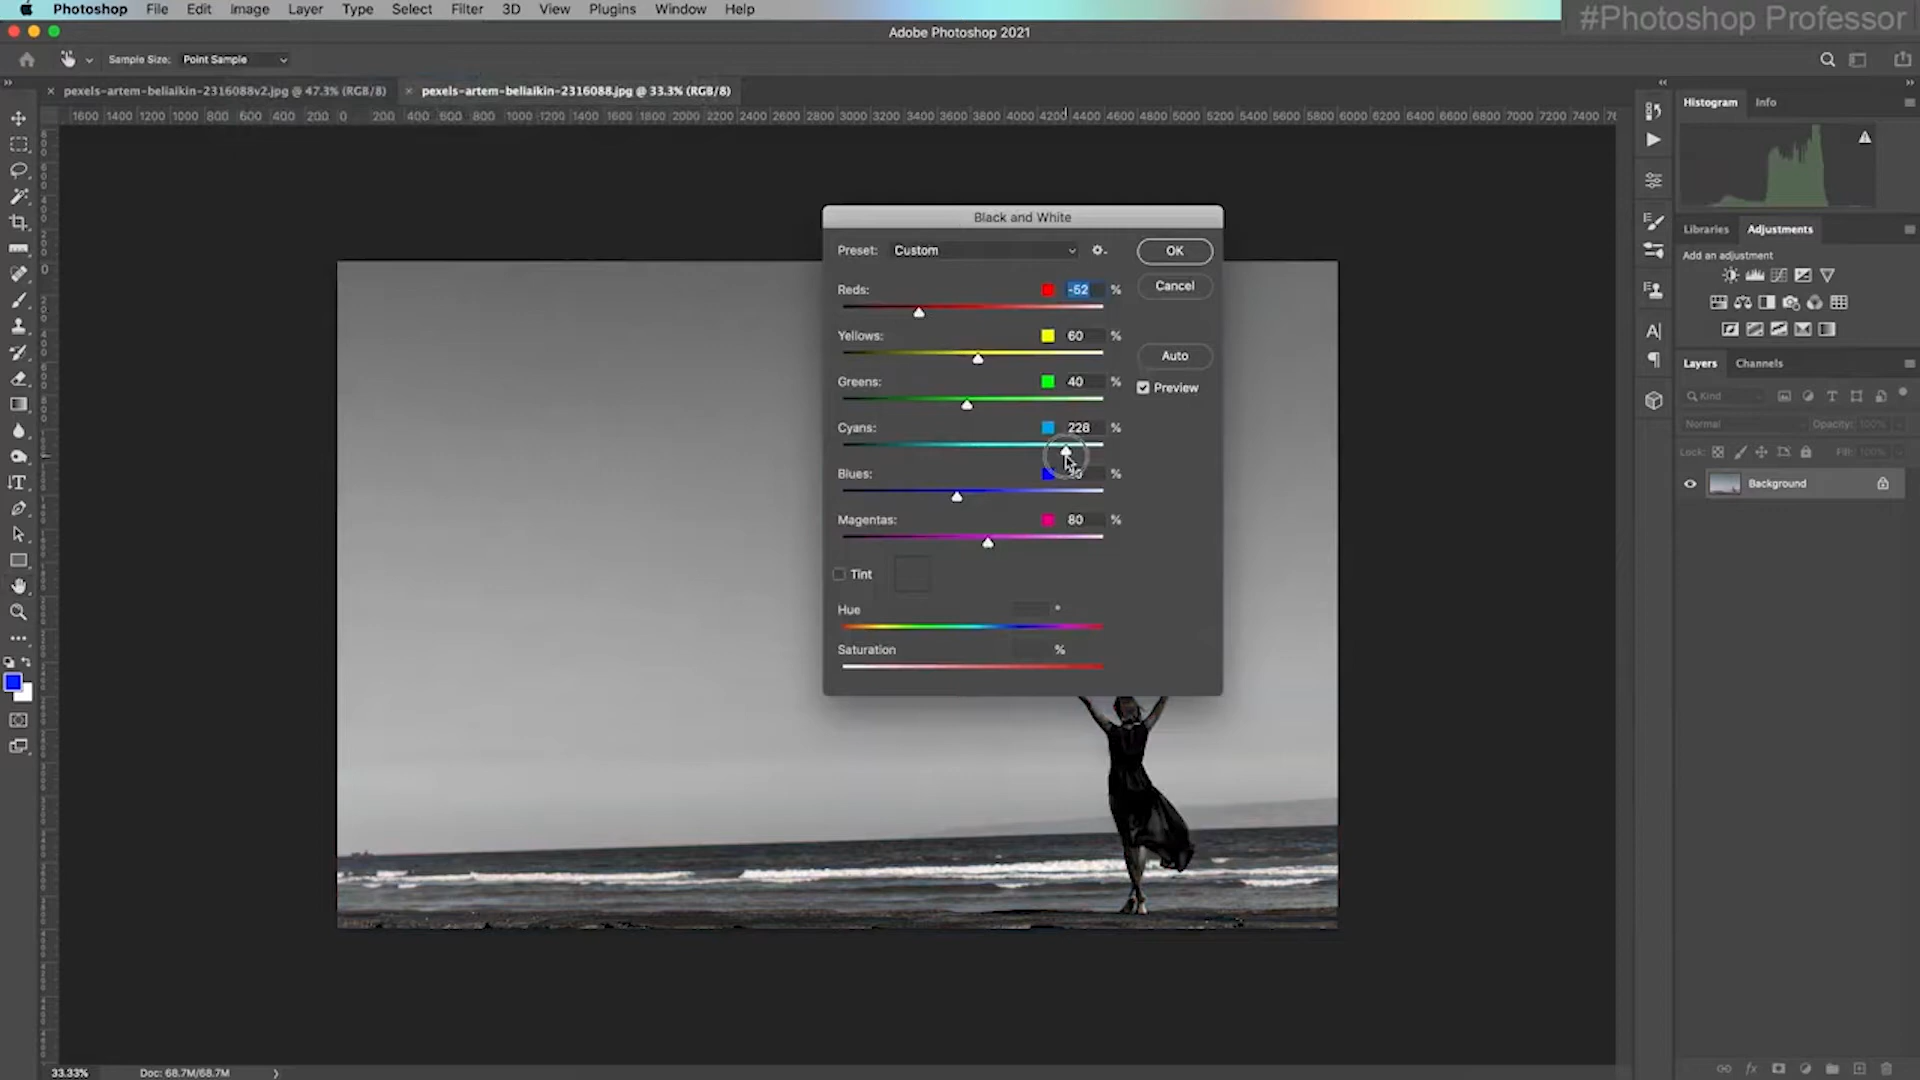 Photoshop File Edit Image Layer Type Select Filter 3D View Plugins Window Help
#Photoshop Professor
Adobe Photoshop 2021
Sample Size: Point Sample
pexels-artem-beliaikin-2316088v2.jpg @ 47.3% (RGB/8)
pexels-artem-beliaikin-2316088.jpg @ 33.3% (RGB/8)
1600 1400 1200 1000 800 600 400 200 0 200 400 600 800 1000 1200 1400 1600 1800 2000 2200 2400 2600 2800 3000 3200 3400 3600 3800 4000 4200 4400 4600 4800 5000 5200 5400 5600 5800 6000 6200 6400 6600 6800 7000 7200 7400
Histogram Info
Libraries Adjustments
Add an adjustment
Layers Channels
Kind
Normal Opacity: 100%
Lock: Fill: 100%
Background
Black and White
Preset: Custom
OK
Cancel
Auto
Preview
Reds: -52 %
Yellows: 60 %
Greens: 40 %
Cyans: 228 %
Blues: %
Magentas: 80 %
Tint
Hue °
Saturation %
33.33% Doc: 68.7M/68.7M